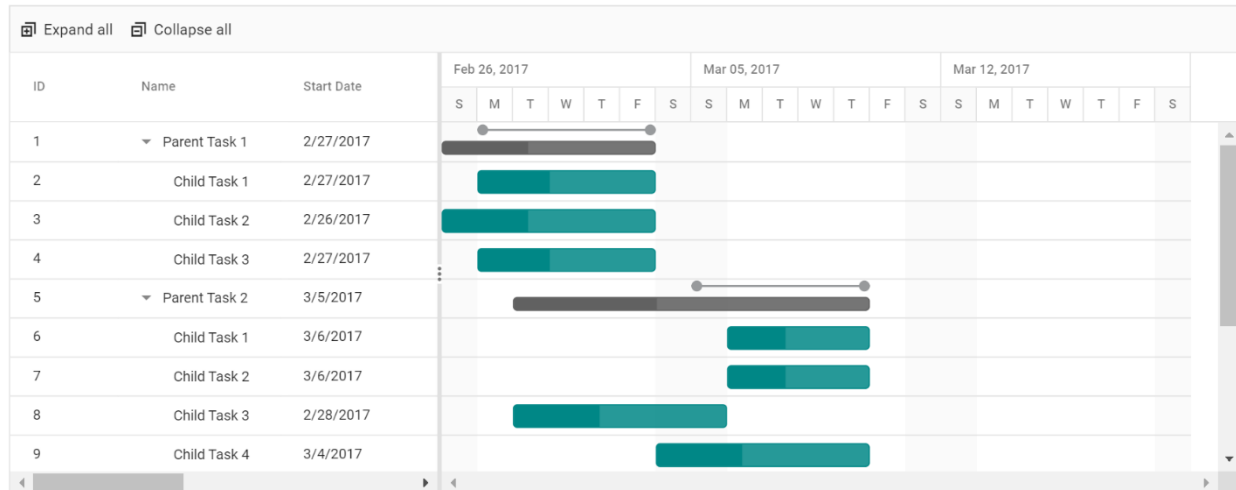 Expand all Collapse all
Feb 26, 2017 Mar 05, 2017 Mar 12, 2017
ID Name Start Date
S M T W T F S S M T W T F S S M T W T F S
1 Parent Task 1 2/27/2017
2 Child Task 1 2/27/2017
3 Child Task 2 2/26/2017
4 Child Task 3 2/27/2017
5 Parent Task 2 3/5/2017
6 Child Task 1 3/6/2017
7 Child Task 2 3/6/2017
8 Child Task 3 2/28/2017
9 Child Task 4 3/4/2017